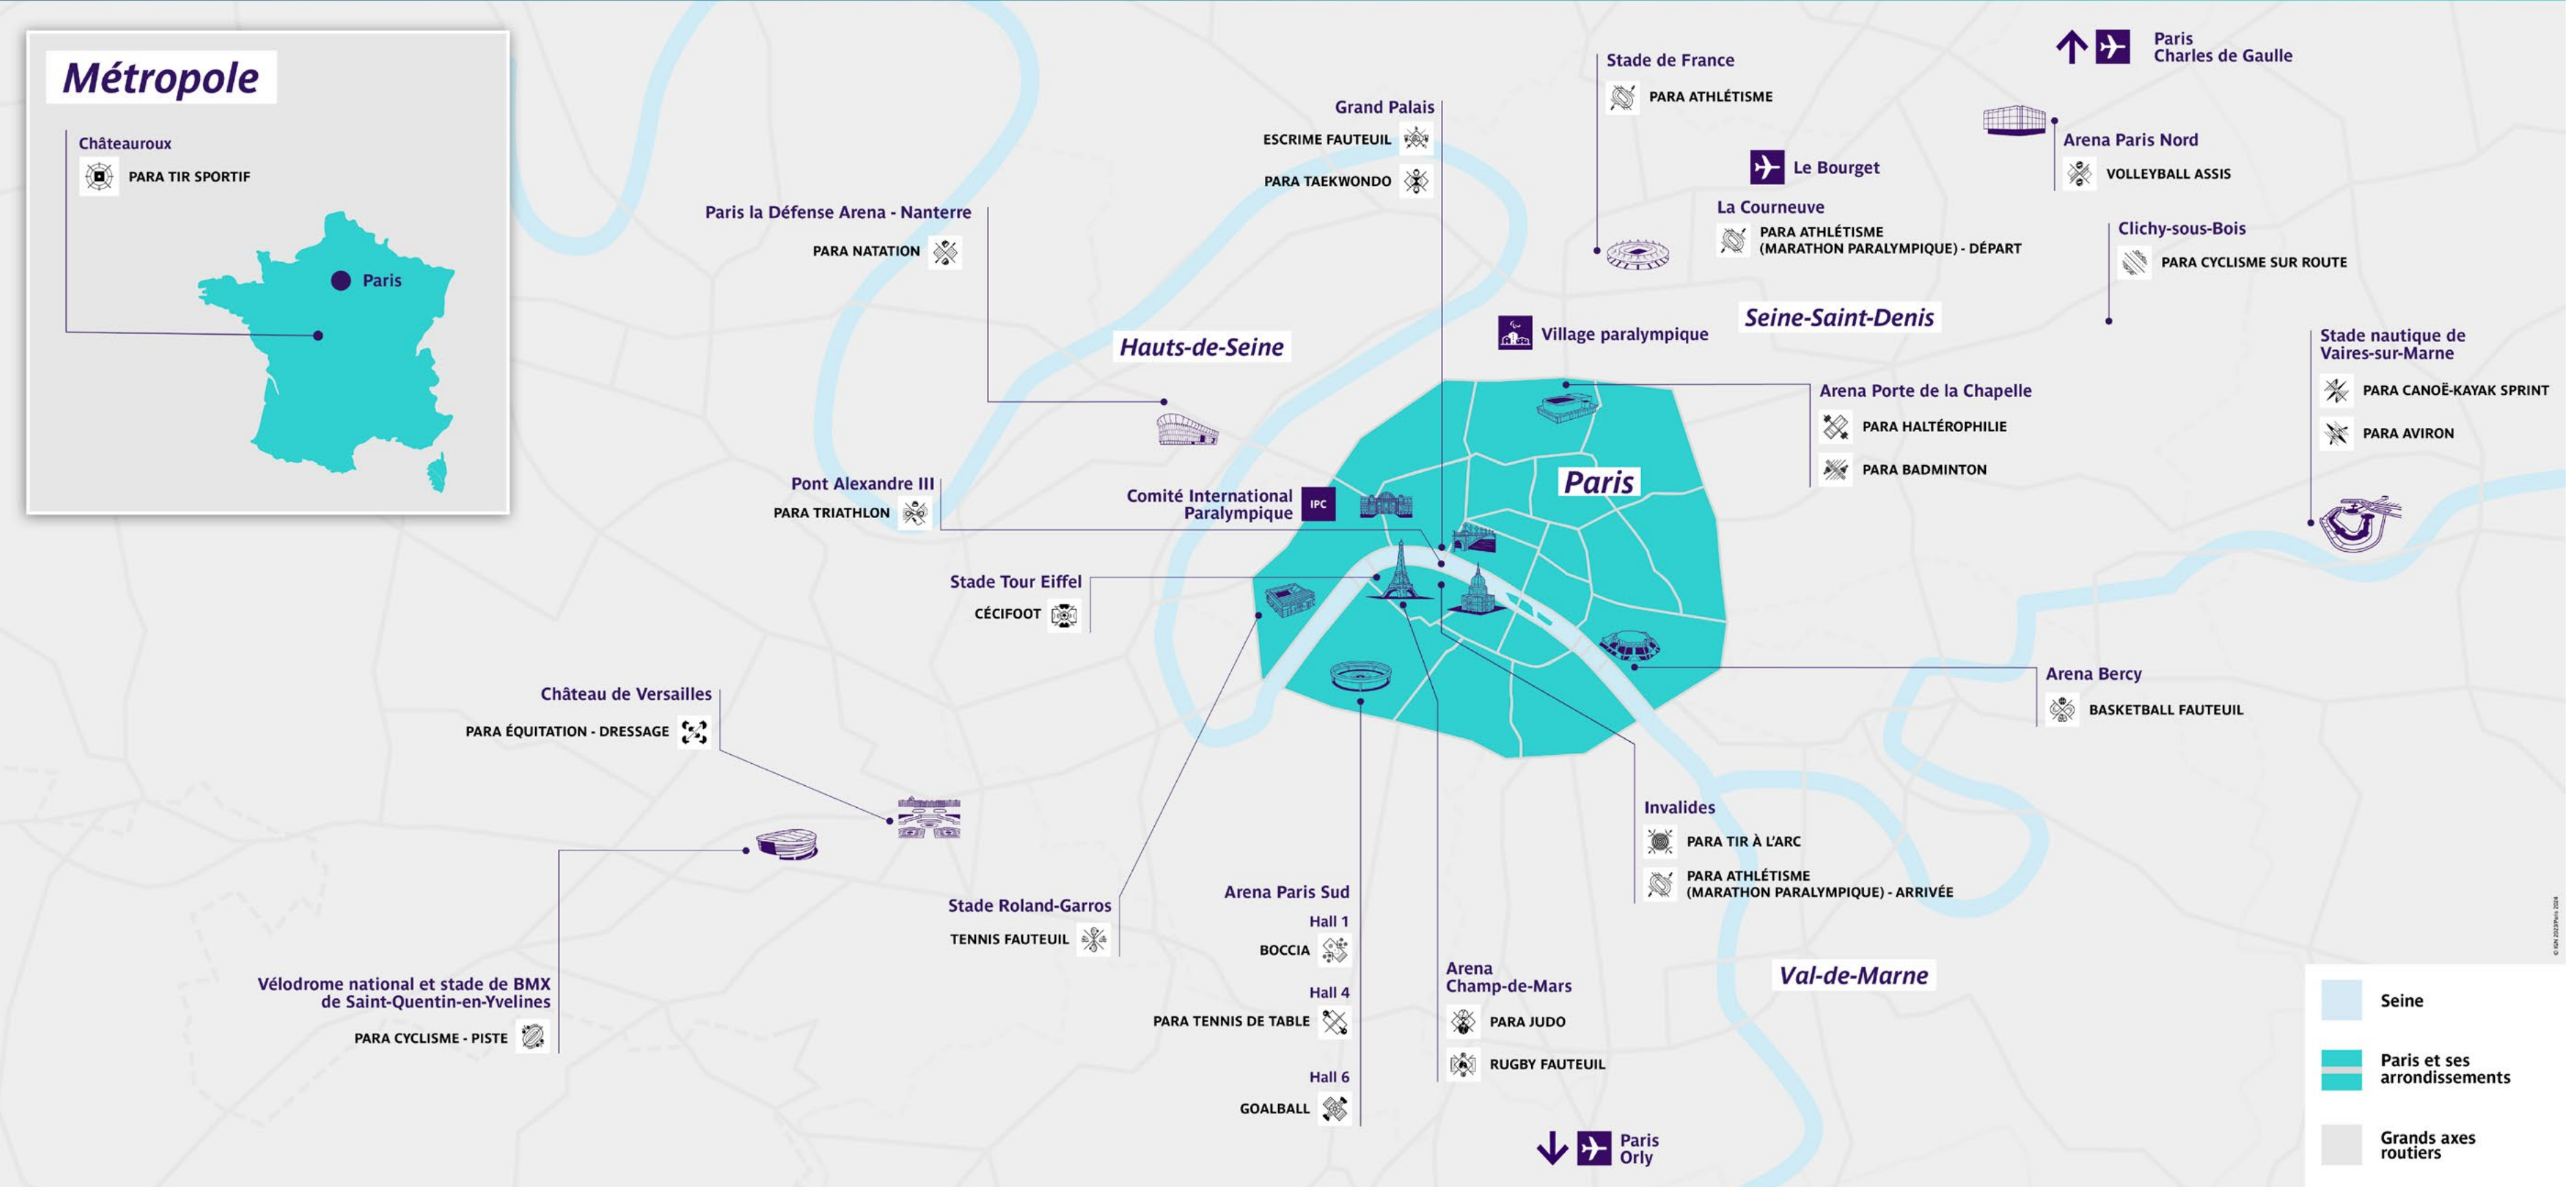 Métropole
Châteauroux
PARA TIR SPORTIF
Paris
Stade de France
PARA ATHLÉTISME
Paris
Charles de Gaulle
Grand Palais
ESCRIME FAUTEUIL
PARA TAEKWONDO
Arena Paris Nord
VOLLEYBALL ASSIS
Le Bourget
La Courneuve
PARA ATHLÉTISME
(MARATHON PARALYMPIQUE) - DÉPART
Paris la Défense Arena - Nanterre
PARA NATATION
Clichy-sous-Bois
PARA CYCLISME SUR ROUTE
Seine-Saint-Denis
Hauts-de-Seine
Village paralympique
Stade nautique de
Vaires-sur-Marne
PARA CANOË-KAYAK SPRINT
PARA AVIRON
Arena Porte de la Chapelle
PARA HALTÉROPHILIE
PARA BADMINTON
Paris
Pont Alexandre III
PARA TRIATHLON
Comité International
Paralympique
IPC
Stade Tour Eiffel
CÉCIFOOT
Château de Versailles
PARA ÉQUITATION - DRESSAGE
Arena Bercy
BASKETBALL FAUTEUIL
Invalides
PARA TIR À L'ARC
PARA ATHLÉTISME
(MARATHON PARALYMPIQUE) - ARRIVÉE
Stade Roland-Garros
TENNIS FAUTEUIL
Arena Paris Sud
Hall 1
BOCCIA
Hall 4
PARA TENNIS DE TABLE
Hall 6
GOALBALL
Arena
Champ-de-Mars
PARA JUDO
RUGBY FAUTEUIL
Val-de-Marne
Vélodrome national et stade de BMX
de Saint-Quentin-en-Yvelines
PARA CYCLISME - PISTE
Paris
Orly
Seine
Paris et ses
arrondissements
Grands axes
routiers
© IGN 2023/Paris 2024